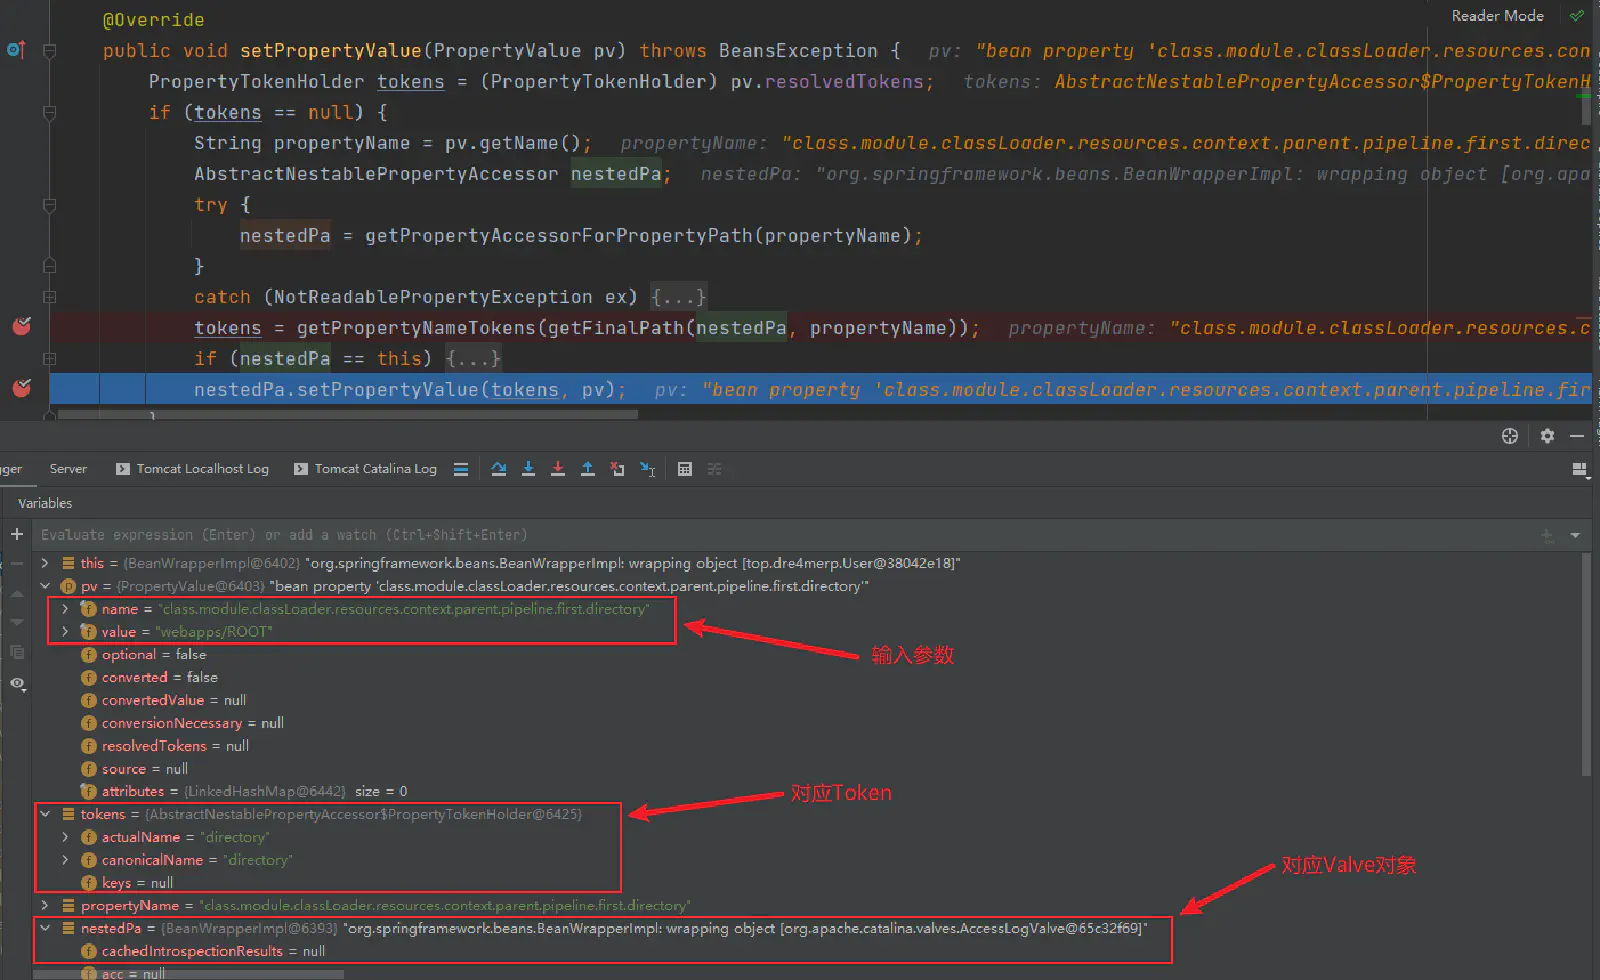 @Override
Reader Mode
public void setPropertyValue(PropertyValue pv) throws BeansException { pv: "bean property 'class.module.classLoader.resources.con
PropertyTokenHolder tokens = (PropertyTokenHolder) pv.resolvedTokens; tokens: AbstractNestablePropertyAccessor$PropertyTokenH
if (tokens == null) {
String propertyName = pv.getName(); propertyName: "class.module.classLoader.resources.context.parent.pipeline.first.direc
AbstractNestablePropertyAccessor nestedPa; nestedPa: "org.springframework.beans.BeanWrapperImpl: wrapping object [org.apa
try {
nestedPa = getPropertyAccessorForPropertyPath(propertyName);
}
catch (NotReadablePropertyException ex) {...}
tokens = getPropertyNameTokens(getFinalPath(nestedPa, propertyName)); propertyName: "class.module.classLoader.resources.c
if (nestedPa == this) {...}
nestedPa.setPropertyValue(tokens, pv); pv: "bean property 'class.module.classLoader.resources.context.parent.pipeline.fir
}
ger Server Tomcat Localhost Log Tomcat Catalina Log
Variables
Evaluate expression (Enter) or add a watch (Ctrl+Shift+Enter)
this = {BeanWrapperImpl@6402} "org.springframework.beans.BeanWrapperImpl: wrapping object [top.dre4merp.User@38042e18]"
pv = {PropertyValue@6403} "bean property 'class.module.classLoader.resources.context.parent.pipeline.first.directory'"
name = "class.module.classLoader.resources.context.parent.pipeline.first.directory"
value = "webapps/ROOT"
输入参数
optional = false
converted = false
convertedValue = null
conversionNecessary = null
resolvedTokens = null
source = null
attributes = {LinkedHashMap@6442} size = 0
对应Token
tokens = {AbstractNestablePropertyAccessor$PropertyTokenHolder@6425}
actualName = "directory"
canonicalName = "directory"
对应Valve对象
keys = null
propertyName = "class.module.classLoader.resources.context.parent.pipeline.first.directory"
nestedPa = {BeanWrapperImpl@6393} "org.springframework.beans.BeanWrapperImpl: wrapping object [org.apache.catalina.valves.AccessLogValve@65c32f69]"
cachedIntrospectionResults = null
acc = null